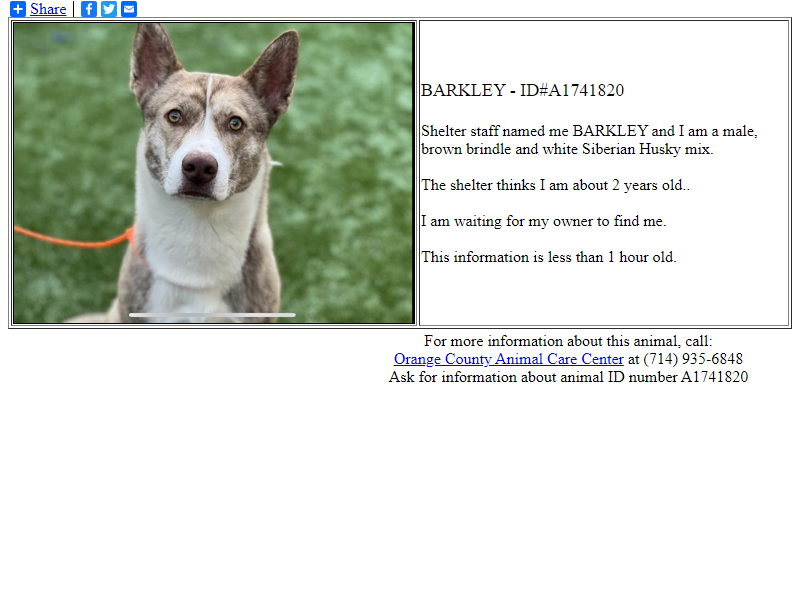 Share
BARKLEY - ID#A1741820
Shelter staff named me BARKLEY and I am a male,
brown brindle and white Siberian Husky mix.
The shelter thinks I am about 2 years old..
I am waiting for my owner to find me.
This information is less than 1 hour old.
For more information about this animal, call:
Orange County Animal Care Center at (714) 935-6848
Ask for information about animal ID number A1741820